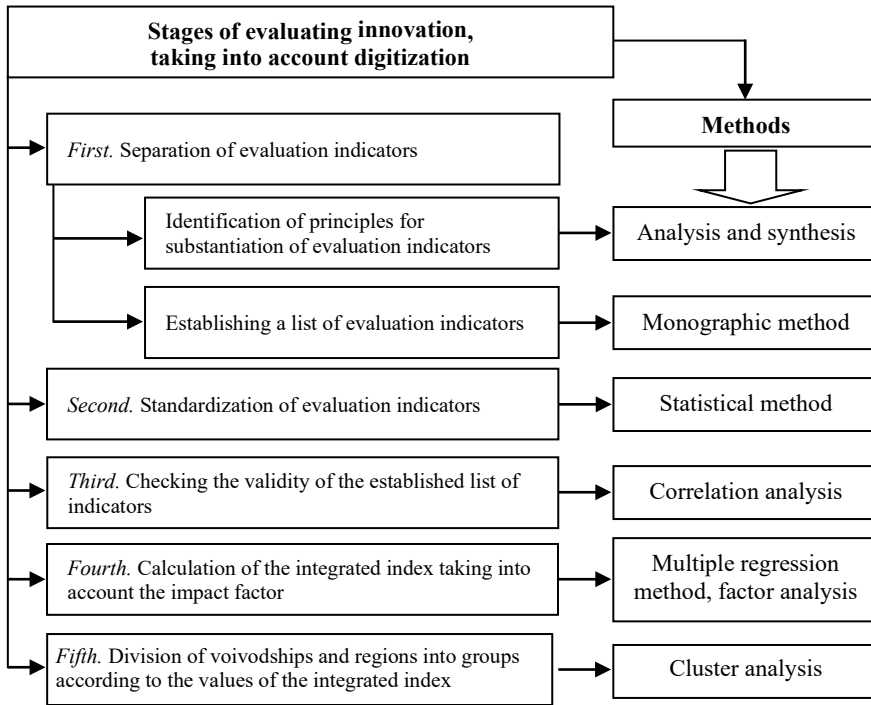 Stages of evaluating innovation,
taking into account digitization
Methods
First. Separation of evaluation indicators
Identification of principles for
substantiation of evaluation indicators
Analysis and synthesis
Establishing a list of evaluation indicators
Monographic method
Second. Standardization of evaluation indicators
Statistical method
Third. Checking the validity of the established list of
indicators
Correlation analysis
Fourth. Calculation of the integrated index taking into
account the impact factor
Multiple regression
method, factor analysis
Fifth. Division of voivodships and regions into groups
according to the values of the integrated index
Cluster analysis